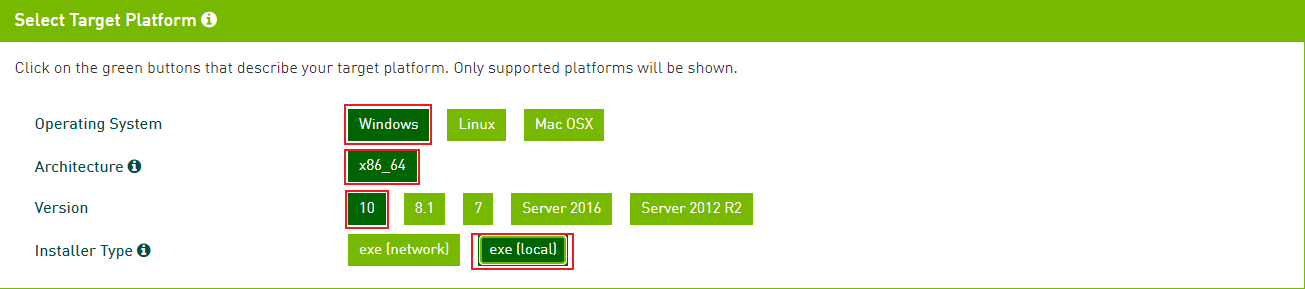 Select Target Platform
Click on the green buttons that describe your target platform. Only supported platforms will be shown.
Operating System Windows Linux Mac OSX
Architecture x86_64
Version 10 8.1 7 Server 2016 Server 2012 R2
Installer Type exe (network) exe (local)